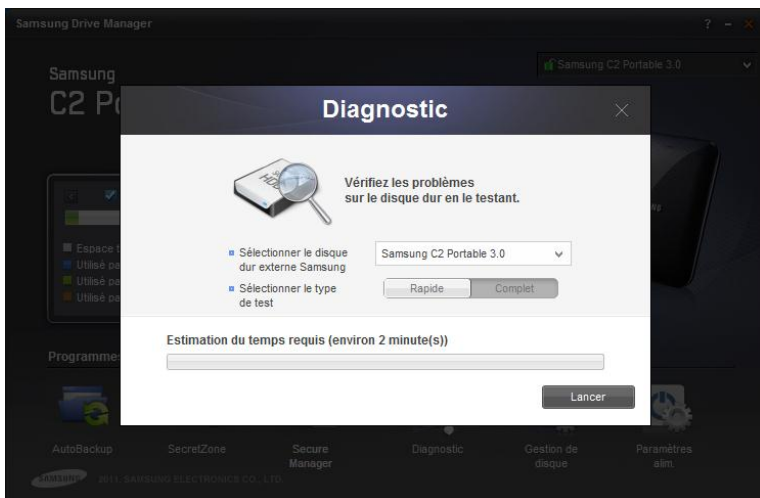 Samsung Drive Manager
? – ×
Samsung C2 Portable 3.0
Samsung
C2 Po
Diagnostic
HDD
Vérifiez les problèmes
sur le disque dur en le testant.
Sélectionner le disque
dur externe Samsung
Samsung C2 Portable 3.0
Sélectionner le type
de test
Rapide
Complet
Espace t
Utilisé pa
Utilisé pa
Utilisé pa
Estimation du temps requis (environ 2 minute(s))
Lancer
Programme
AutoBackup
SecretZone
Secure
Manager
Diagnostic
Gestion de
disque
Paramètres
alim.
SAMSUNG
2011, SAMSUNG ELECTRONICS CO., LTD.